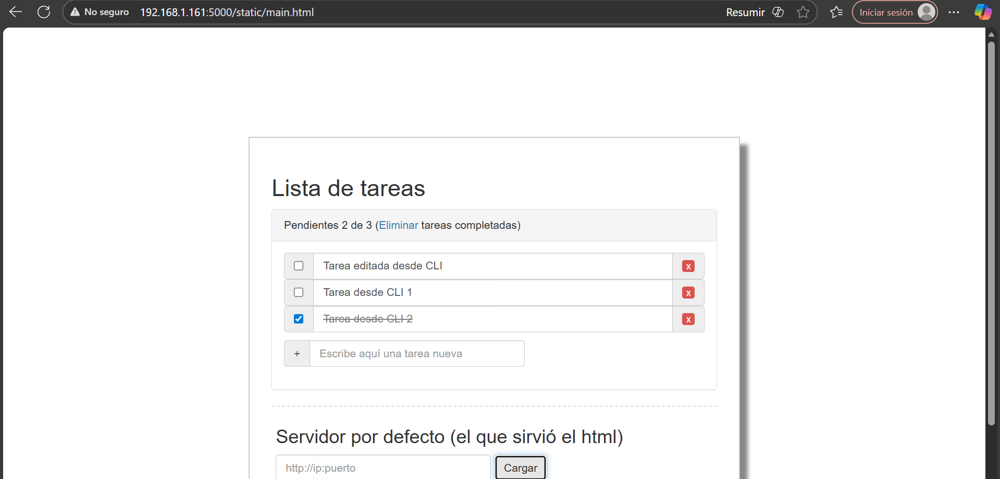 No seguro 192.168.1.161:5000/static/main.html Resumir Iniciar sesión
Lista de tareas
Pendientes 2 de 3 (Eliminar tareas completadas)
Tarea editada desde CLI x
Tarea desde CLI 1 x
Tarea desde CLI 2 x
+ Escribe aquí una tarea nueva
Servidor por defecto (el que sirvió el html)
http://ip:puerto Cargar